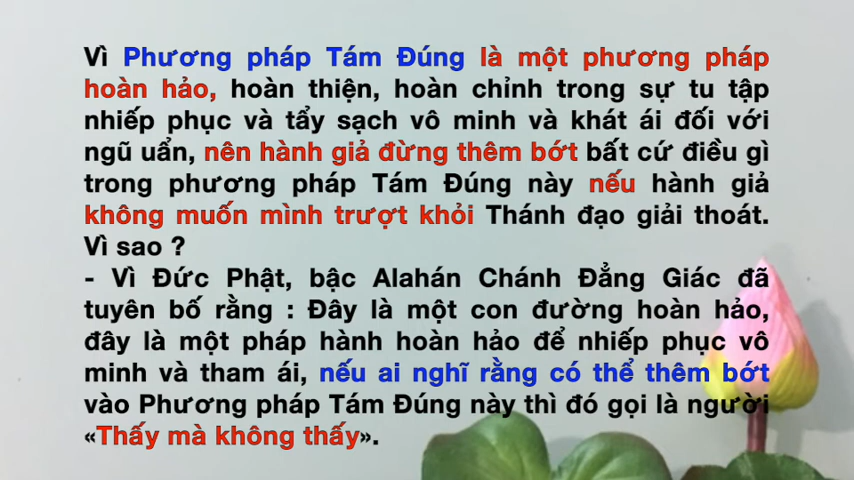 Vì Phương pháp Tám Đúng là một phương pháp
hoàn hảo, hoàn thiện, hoàn chỉnh trong sự tu tập
nhiếp phục và tẩy sạch vô minh và khát ái đối với
ngũ uẩn, nên hành giả đừng thêm bớt bất cứ điều gì
trong phương pháp Tám Đúng này nếu hành giả
không muốn mình trượt khỏi Thánh đạo giải thoát.
Vì sao ?
- Vì Đức Phật, bậc Alahán Chánh Đẳng Giác đã
tuyên bố rằng : Đây là một con đường hoàn hảo,
đây là một pháp hành hoàn hảo để nhiếp phục vô
minh và tham ái, nếu ai nghĩ rằng có thể thêm bớt
vào Phương pháp Tám Đúng này thì đó gọi là người
«Thấy mà không thấy».